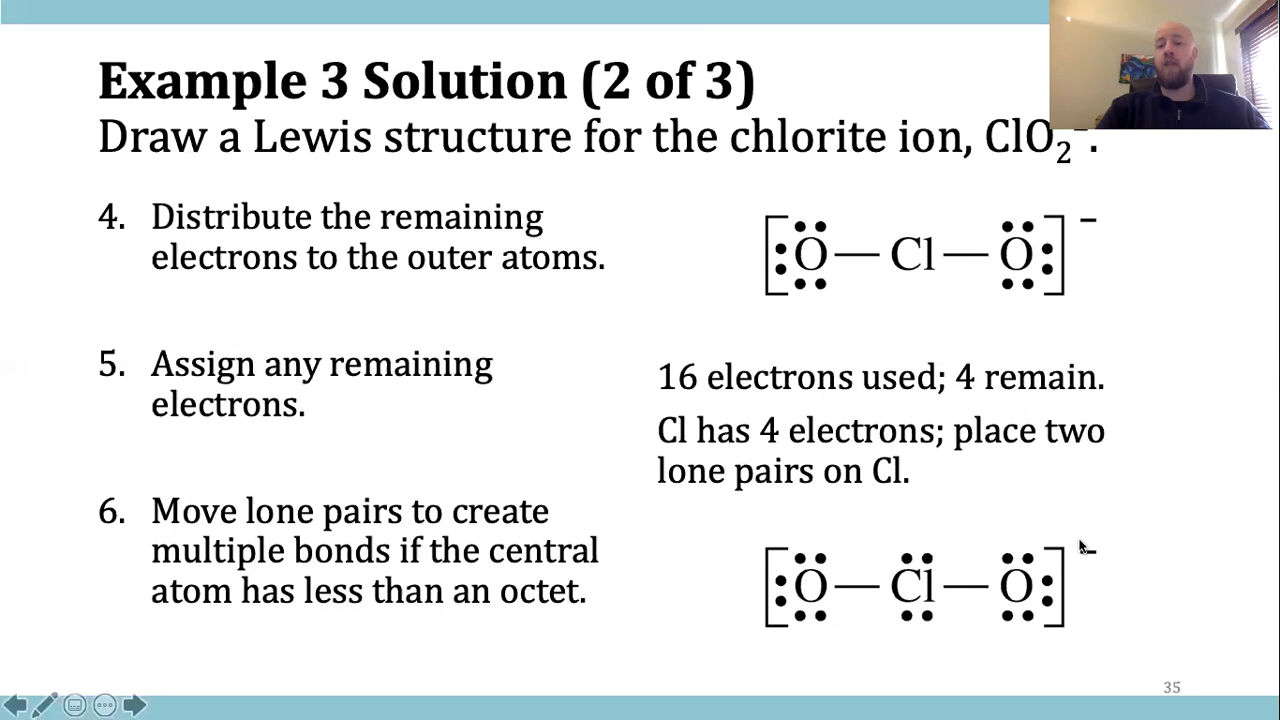 Example 3 Solution (2 of 3)
Draw a Lewis structure for the chlorite ion, ClO₂⁻.
4. Distribute the remaining
electrons to the outer atoms.
[O — Cl — O]⁻
5. Assign any remaining
electrons.
16 electrons used; 4 remain.
Cl has 4 electrons; place two
lone pairs on Cl.
6. Move lone pairs to create
multiple bonds if the central
atom has less than an octet.
[O — Cl — O]⁻
35